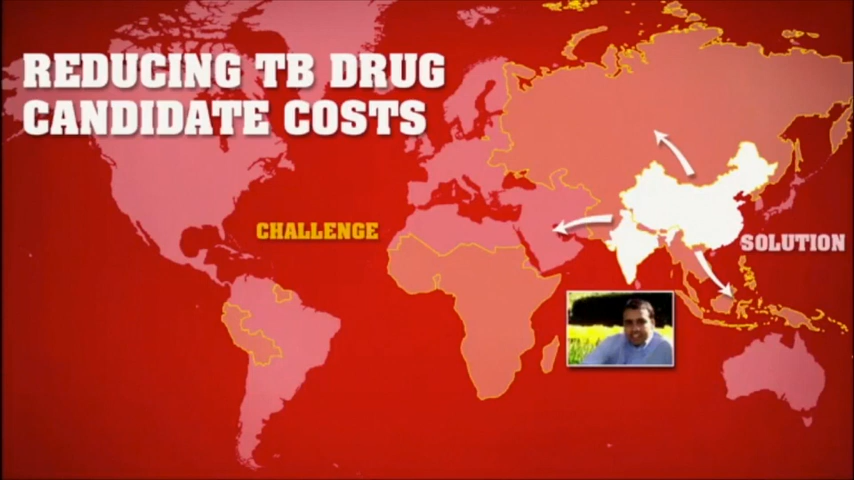 REDUCING TB DRUG
CANDIDATE COSTS
CHALLENGE
SOLUTION